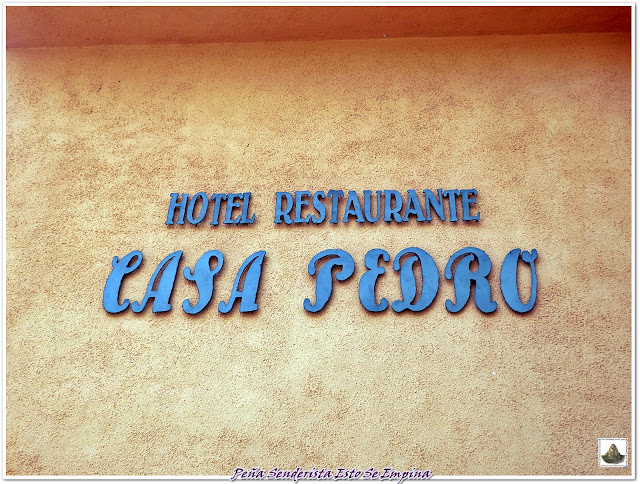 HOTEL RESTAURANTE
CASA PEDRO
Peña Senderista Esto Se Empina